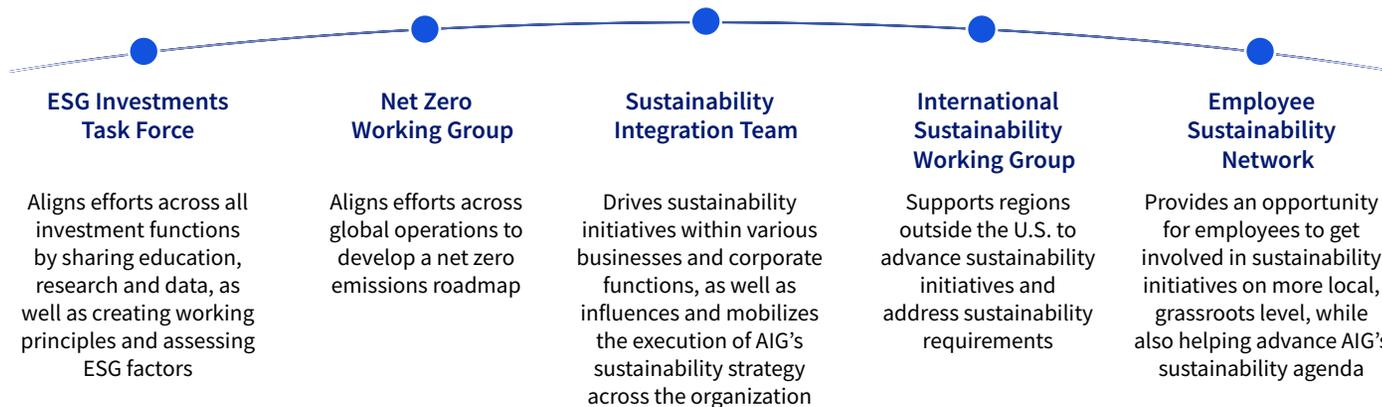 ESG Investments
Task Force
Aligns efforts across all
investment functions
by sharing education,
research and data, as
well as creating working
principles and assessing
ESG factors
Net Zero
Working Group
Aligns efforts across
global operations to
develop a net zero
emissions roadmap
Sustainability
Integration Team
Drives sustainability
initiatives within various
businesses and corporate
functions, as well as
influences and mobilizes
the execution of AIG’s
sustainability strategy
across the organization
International
Sustainability
Working Group
Supports regions
outside the U.S. to
advance sustainability
initiatives and
address sustainability
requirements
Employee
Sustainability
Network
Provides an opportunity
for employees to get
involved in sustainability
initiatives on more local,
grassroots level, while
also helping advance AIG’s
sustainability agenda